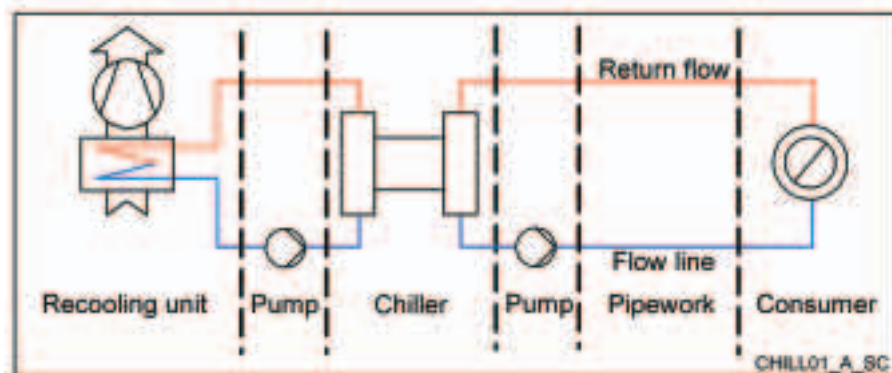 Return flow
Flow line
Recooling unit
Pump
Chiller
Pump
Pipework
Consumer
CHILL01_A_SC